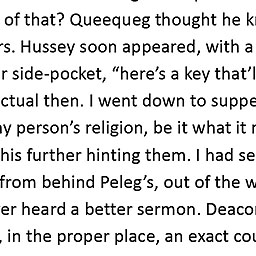 of that? Queequeg thought he k
rs. Hussey soon appeared, with a
r side-pocket, “here’s a key that’l
ctual then. I went down to suppe
y person’s religion, be it what it
his further hinting them. I had se
from behind Peleg’s, out of the w
er heard a better sermon. Deaco
, in the proper place, an exact cou